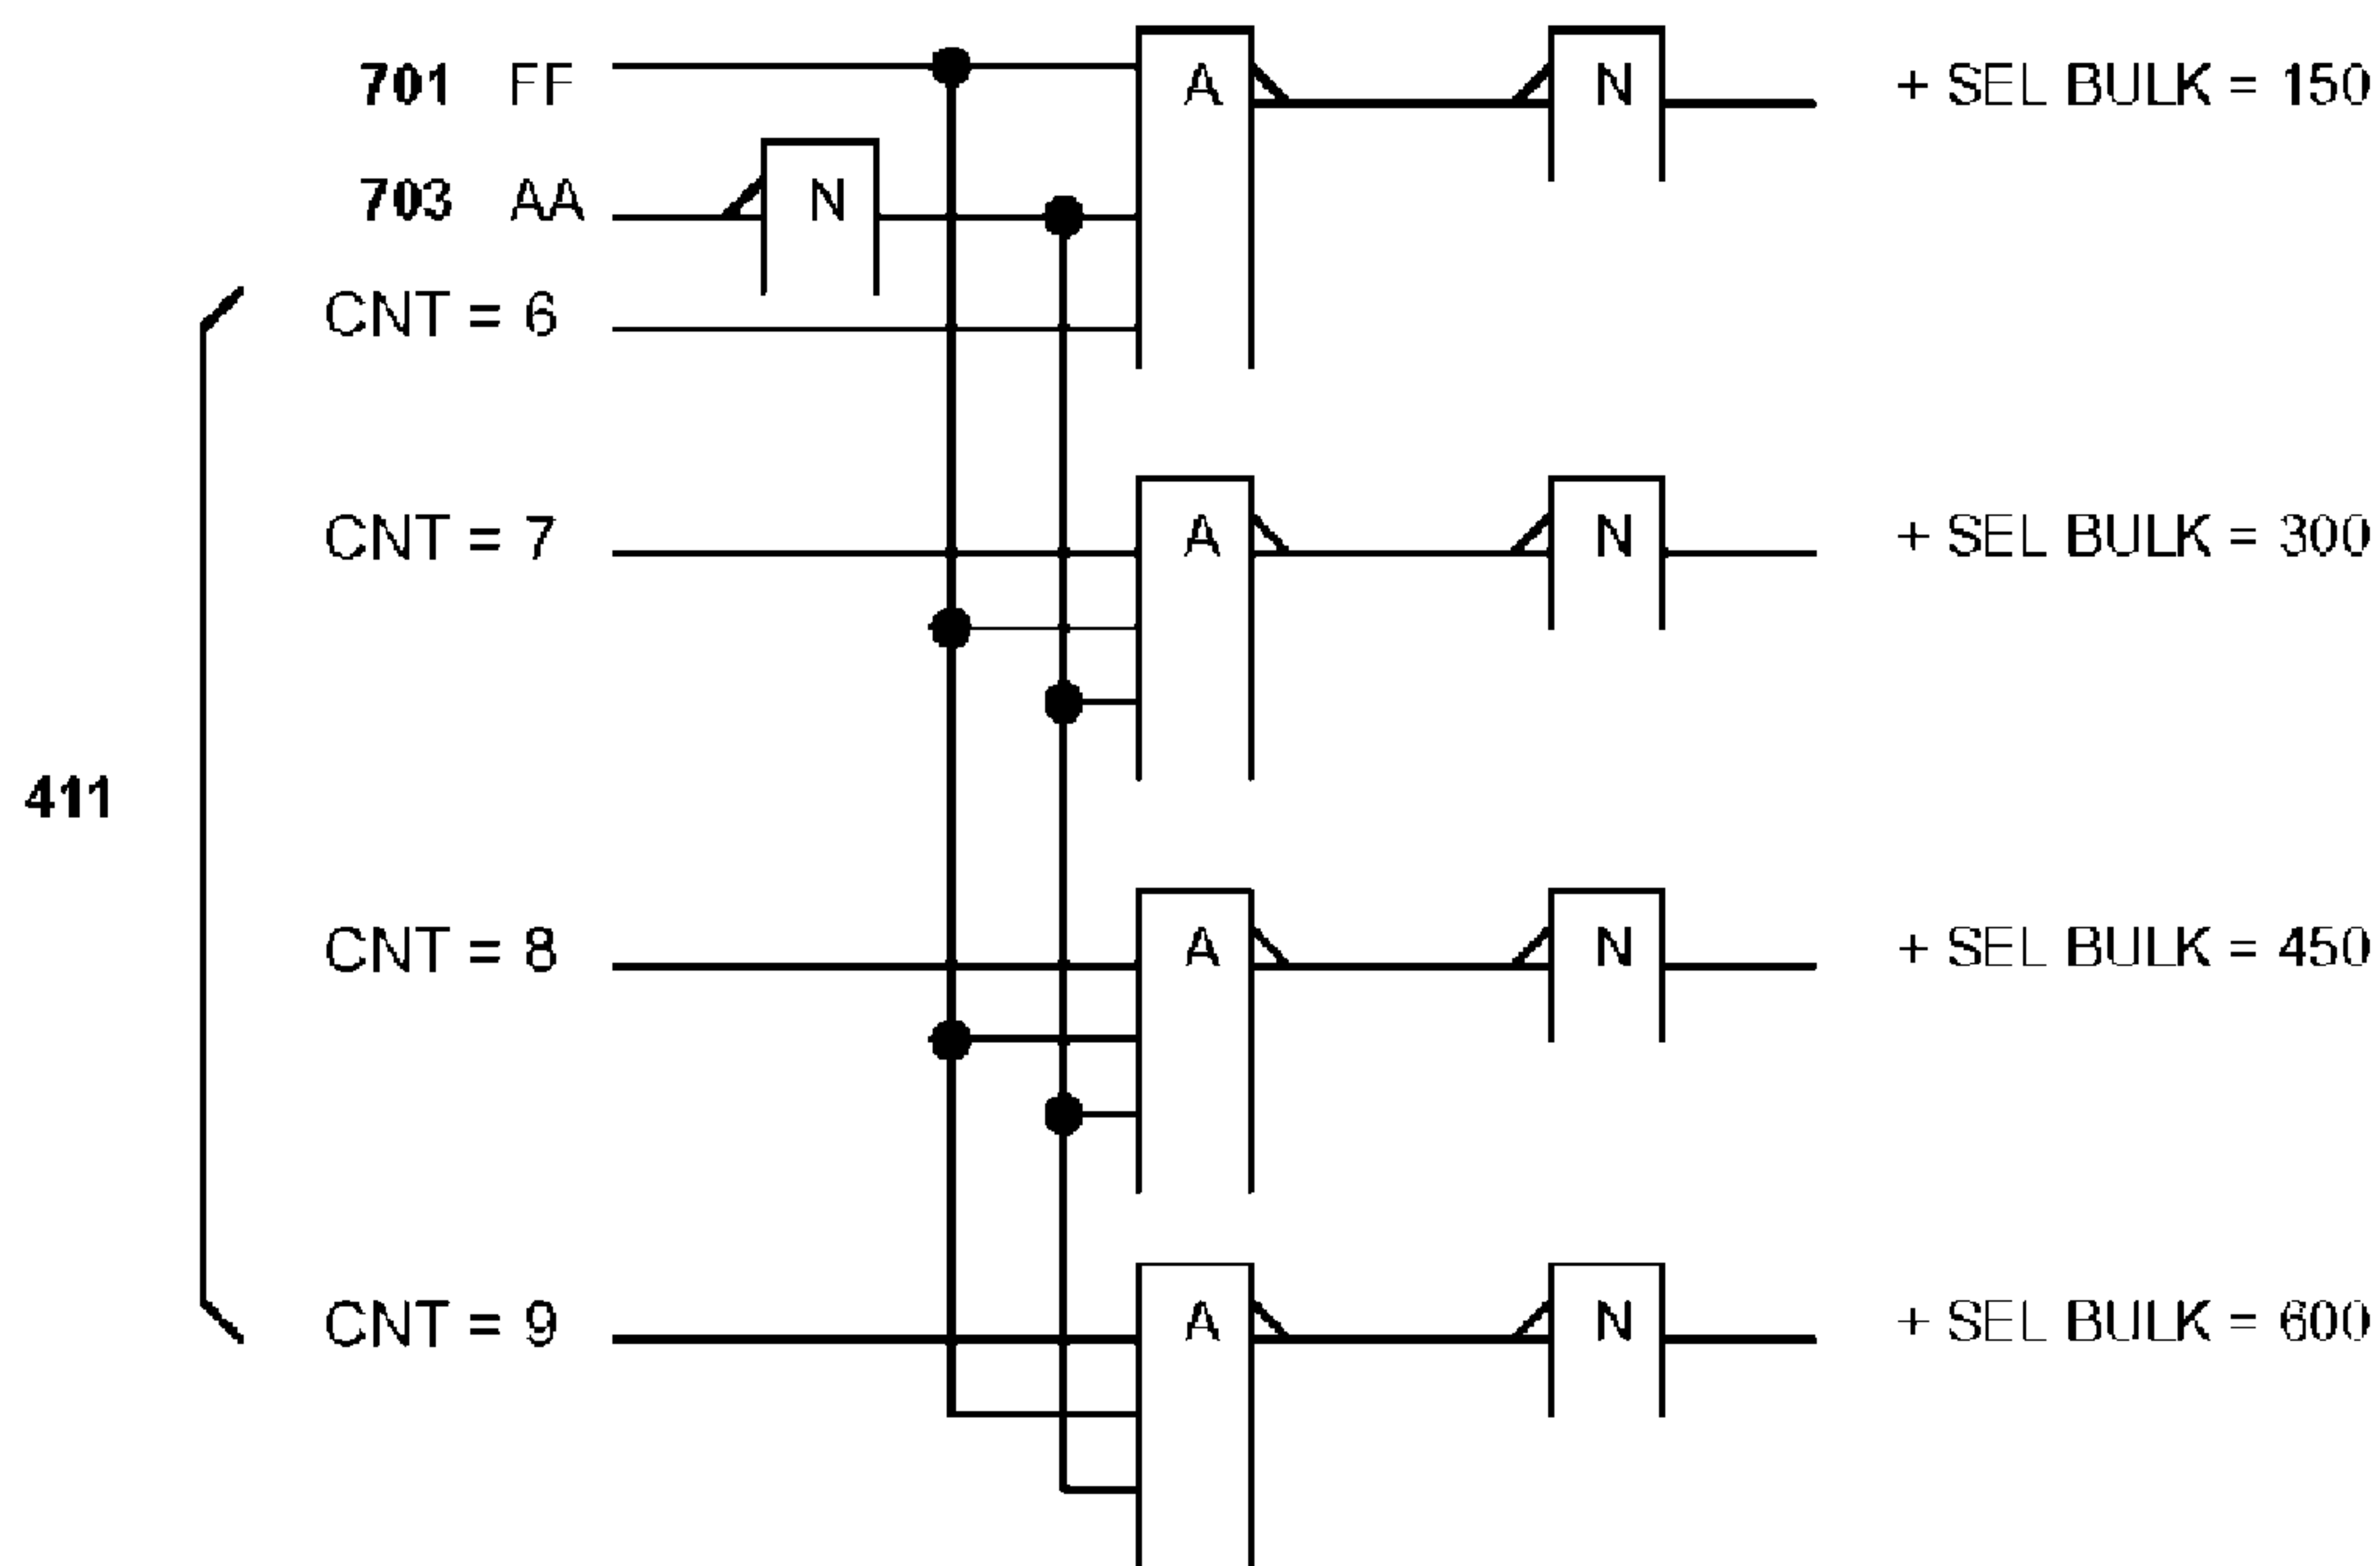 701 FF A N + SEL BULK = 150
703 AA N
CNT = 6
CNT = 7 A N + SEL BULK = 300
411
CNT = 8 A N + SEL BULK = 450
CNT = 9 A N + SEL BULK = 600